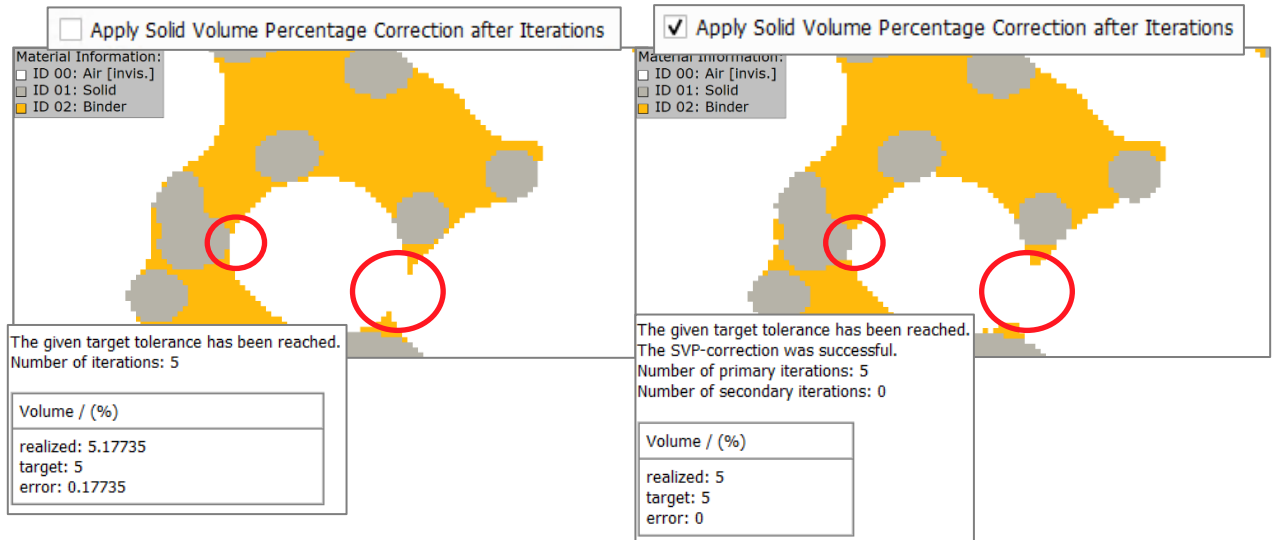 Apply Solid Volume Percentage Correction after Iterations
Material Information:
ID 00: Air [invis.]
ID 01: Solid
ID 02: Binder
The given target tolerance has been reached.
Number of iterations: 5
Volume / (%)
realized: 5.17735
target: 5
error: 0.17735
Apply Solid Volume Percentage Correction after Iterations
Material Information:
ID 00: Air [invis.]
ID 01: Solid
ID 02: Binder
The given target tolerance has been reached.
The SVP-correction was successful.
Number of primary iterations: 5
Number of secondary iterations: 0
Volume / (%)
realized: 5
target: 5
error: 0